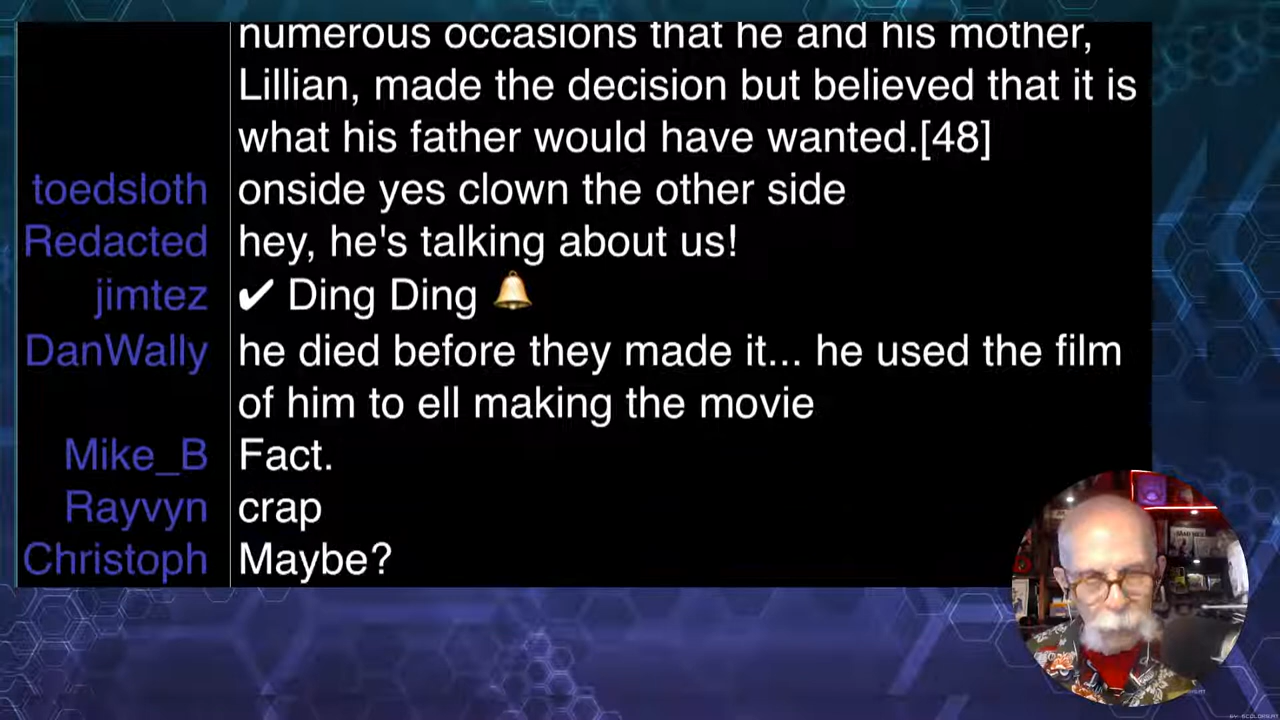 numerous occasions that he and his mother,
Lillian, made the decision but believed that it is
what his father would have wanted.[48]
toedsloth onside yes clown the other side
Redacted hey, he's talking about us!
jimtez ✔ Ding Ding 🔔
DanWally he died before they made it... he used the film
of him to ell making the movie
Mike_B Fact.
Rayvyn crap
Christoph Maybe?